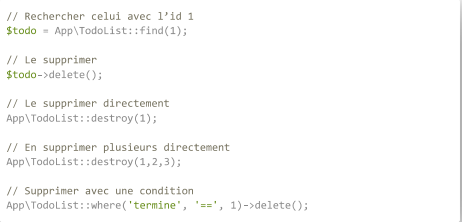 // Rechercher celui avec l’id 1
$todo = App\TodoList::find(1);
// Le supprimer
$todo->delete();
// Le supprimer directement
App\TodoList::destroy(1);
// En supprimer plusieurs directement
App\TodoList::destroy(1,2,3);
// Supprimer avec une condition
App\TodoList::where('termine', '==', 1)->delete();